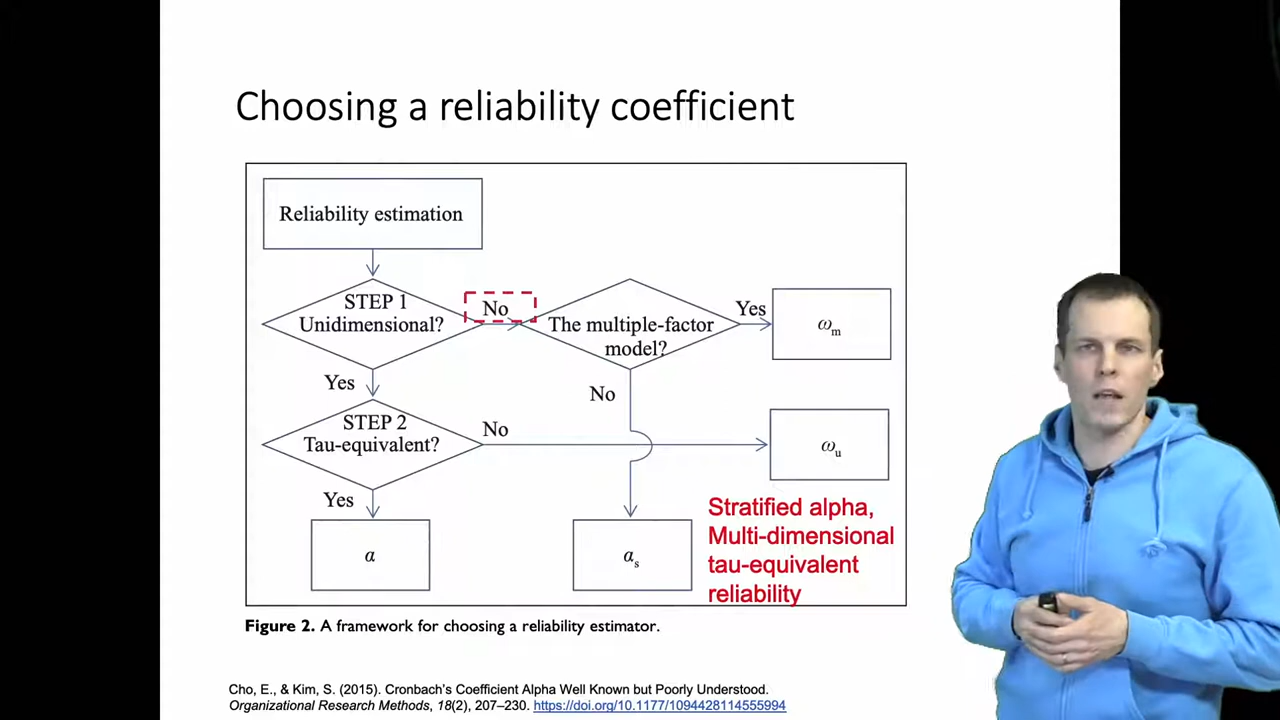 Choosing a reliability coefficient
Reliability estimation
STEP 1
Unidimensional?
No
The multiple-factor
model?
Yes
ωm
Yes
No
STEP 2
Tau-equivalent?
No
ωu
Yes
α
αs
Stratified alpha,
Multi-dimensional
tau-equivalent
reliability
Figure 2. A framework for choosing a reliability estimator.
Cho, E., & Kim, S. (2015). Cronbach's Coefficient Alpha Well Known but Poorly Understood.
Organizational Research Methods, 18(2), 207–230. https://doi.org/10.1177/1094428114555994